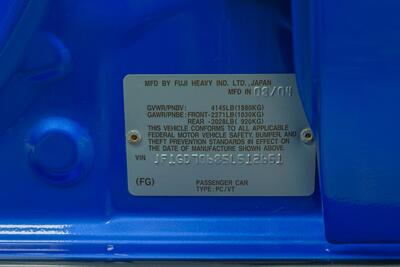 MFD BY FUJI HEAVY IND. LTD., JAPAN
MFD IN 08/04
GVWR/PNBV: 4145LB(1880KG)
GAWR/PNBE: FRONT-2271LB(1030KG)
REAR -2028LB( 920KG)
THIS VEHICLE CONFORMS TO ALL APPLICABLE
FEDERAL MOTOR VEHICLE SAFETY, BUMPER, AND
THEFT PREVENTION STANDARDS IN EFFECT ON
THE DATE OF MANUFACTURE SHOWN ABOVE.
VIN
(FG) PASSENGER CAR
TYPE: PC/VT